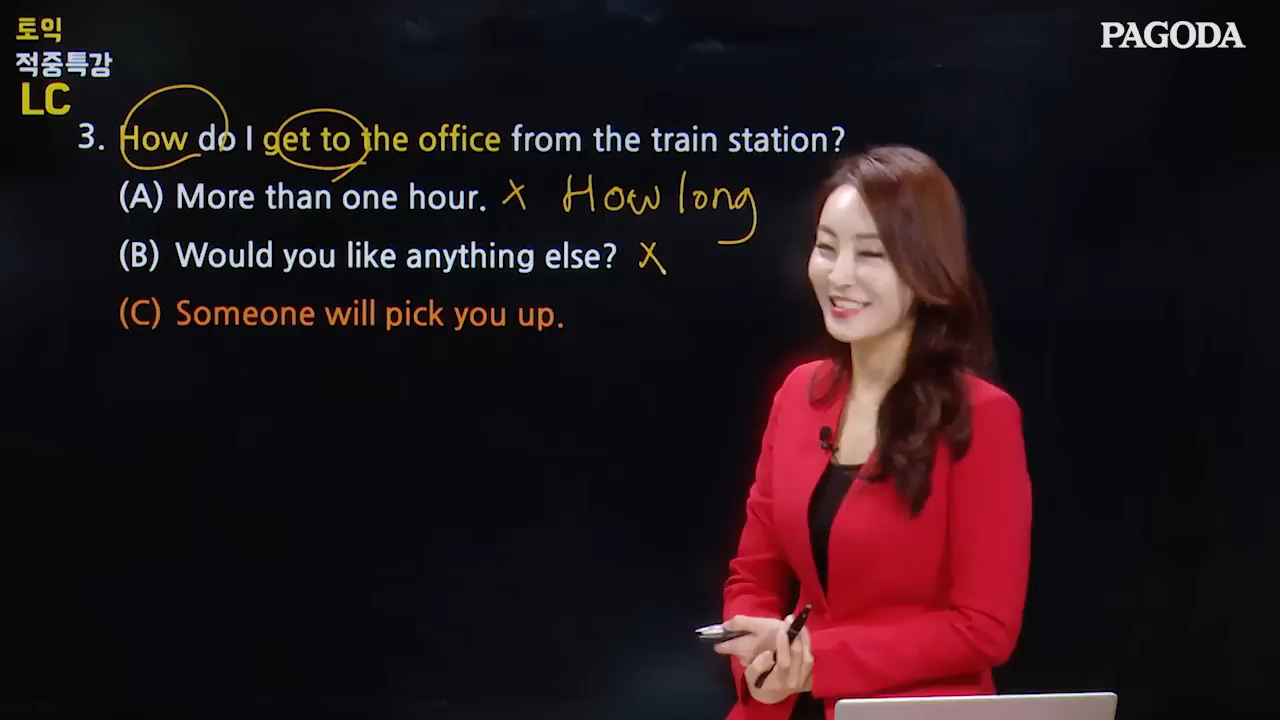 토익
적중특강
LC
PAGODA
3. How do I get to the office from the train station?
(A) More than one hour. x How long
(B) Would you like anything else? x
(C) Someone will pick you up.